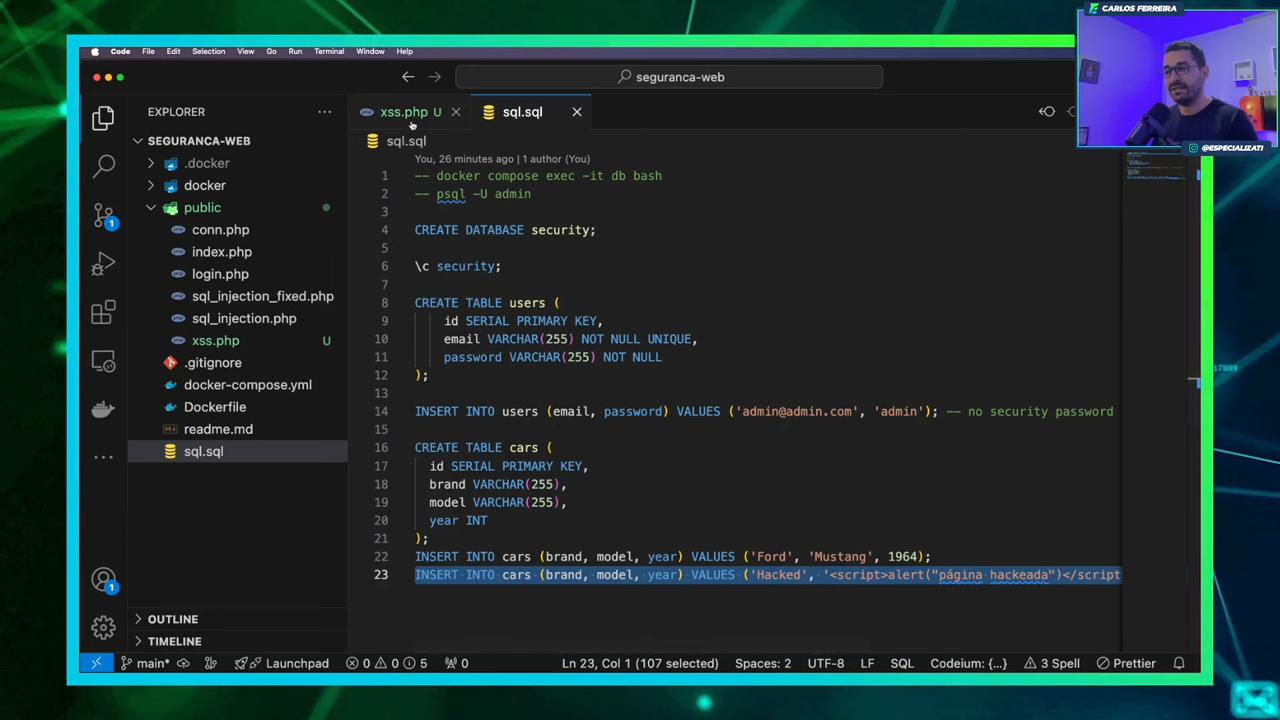 CARLOS FERREIRA
@ESPECIALIZATI
Code File Edit Selection View Go Run Terminal Window Help
seguranca-web
EXPLORER
SEGURANCA-WEB
.docker
docker
public
conn.php
index.php
login.php
sql_injection_fixed.php
sql_injection.php
xss.php U
.gitignore
docker-compose.yml
Dockerfile
readme.md
sql.sql
OUTLINE
TIMELINE
1
1
xss.php U
sql.sql
sql.sql
You, 26 minutes ago | 1 author (You)
1 -- docker compose exec -it db bash
2 -- psql -U admin
3
4 CREATE DATABASE security;
5
6 \c security;
7
8 CREATE TABLE users (
9 id SERIAL PRIMARY KEY,
10 email VARCHAR(255) NOT NULL UNIQUE,
11 password VARCHAR(255) NOT NULL
12 );
13
14 INSERT INTO users (email, password) VALUES ('admin@admin.com', 'admin'); -- no security password
15
16 CREATE TABLE cars (
17 id SERIAL PRIMARY KEY,
18 brand VARCHAR(255),
19 model VARCHAR(255),
20 year INT
21 );
22 INSERT INTO cars (brand, model, year) VALUES ('Ford', 'Mustang', 1964);
23 INSERT INTO cars (brand, model, year) VALUES ('Hacked', '<script>alert("página hackeada")</script
main* Launchpad 0 0 5 0 Ln 23, Col 1 (107 selected) Spaces: 2 UTF-8 LF SQL Codeium: {...} 3 Spell Prettier